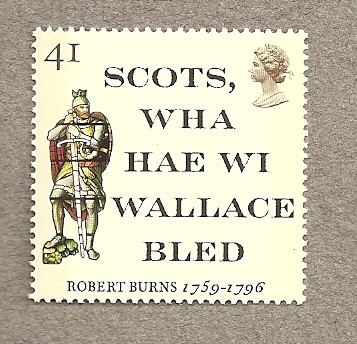 41
SCOTS,
WHA
HAE WI
WALLACE
BLED
ROBERT BURNS 1759-1796